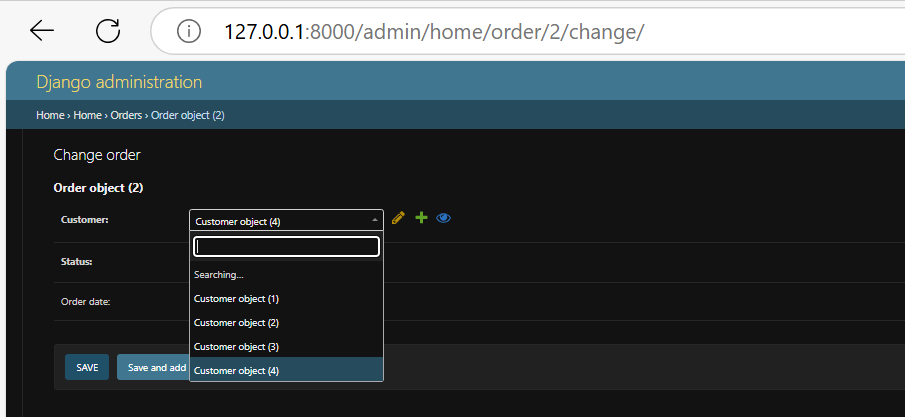 127.0.0.1:8000/admin/home/order/2/change/
Django administration
Home › Home › Orders › Order object (2)
Change order
Order object (2)
Customer:
Customer object (4)
Searching...
Status:
Customer object (1)
Order date:
Customer object (2)
Customer object (3)
SAVE
Save and add
Customer object (4)